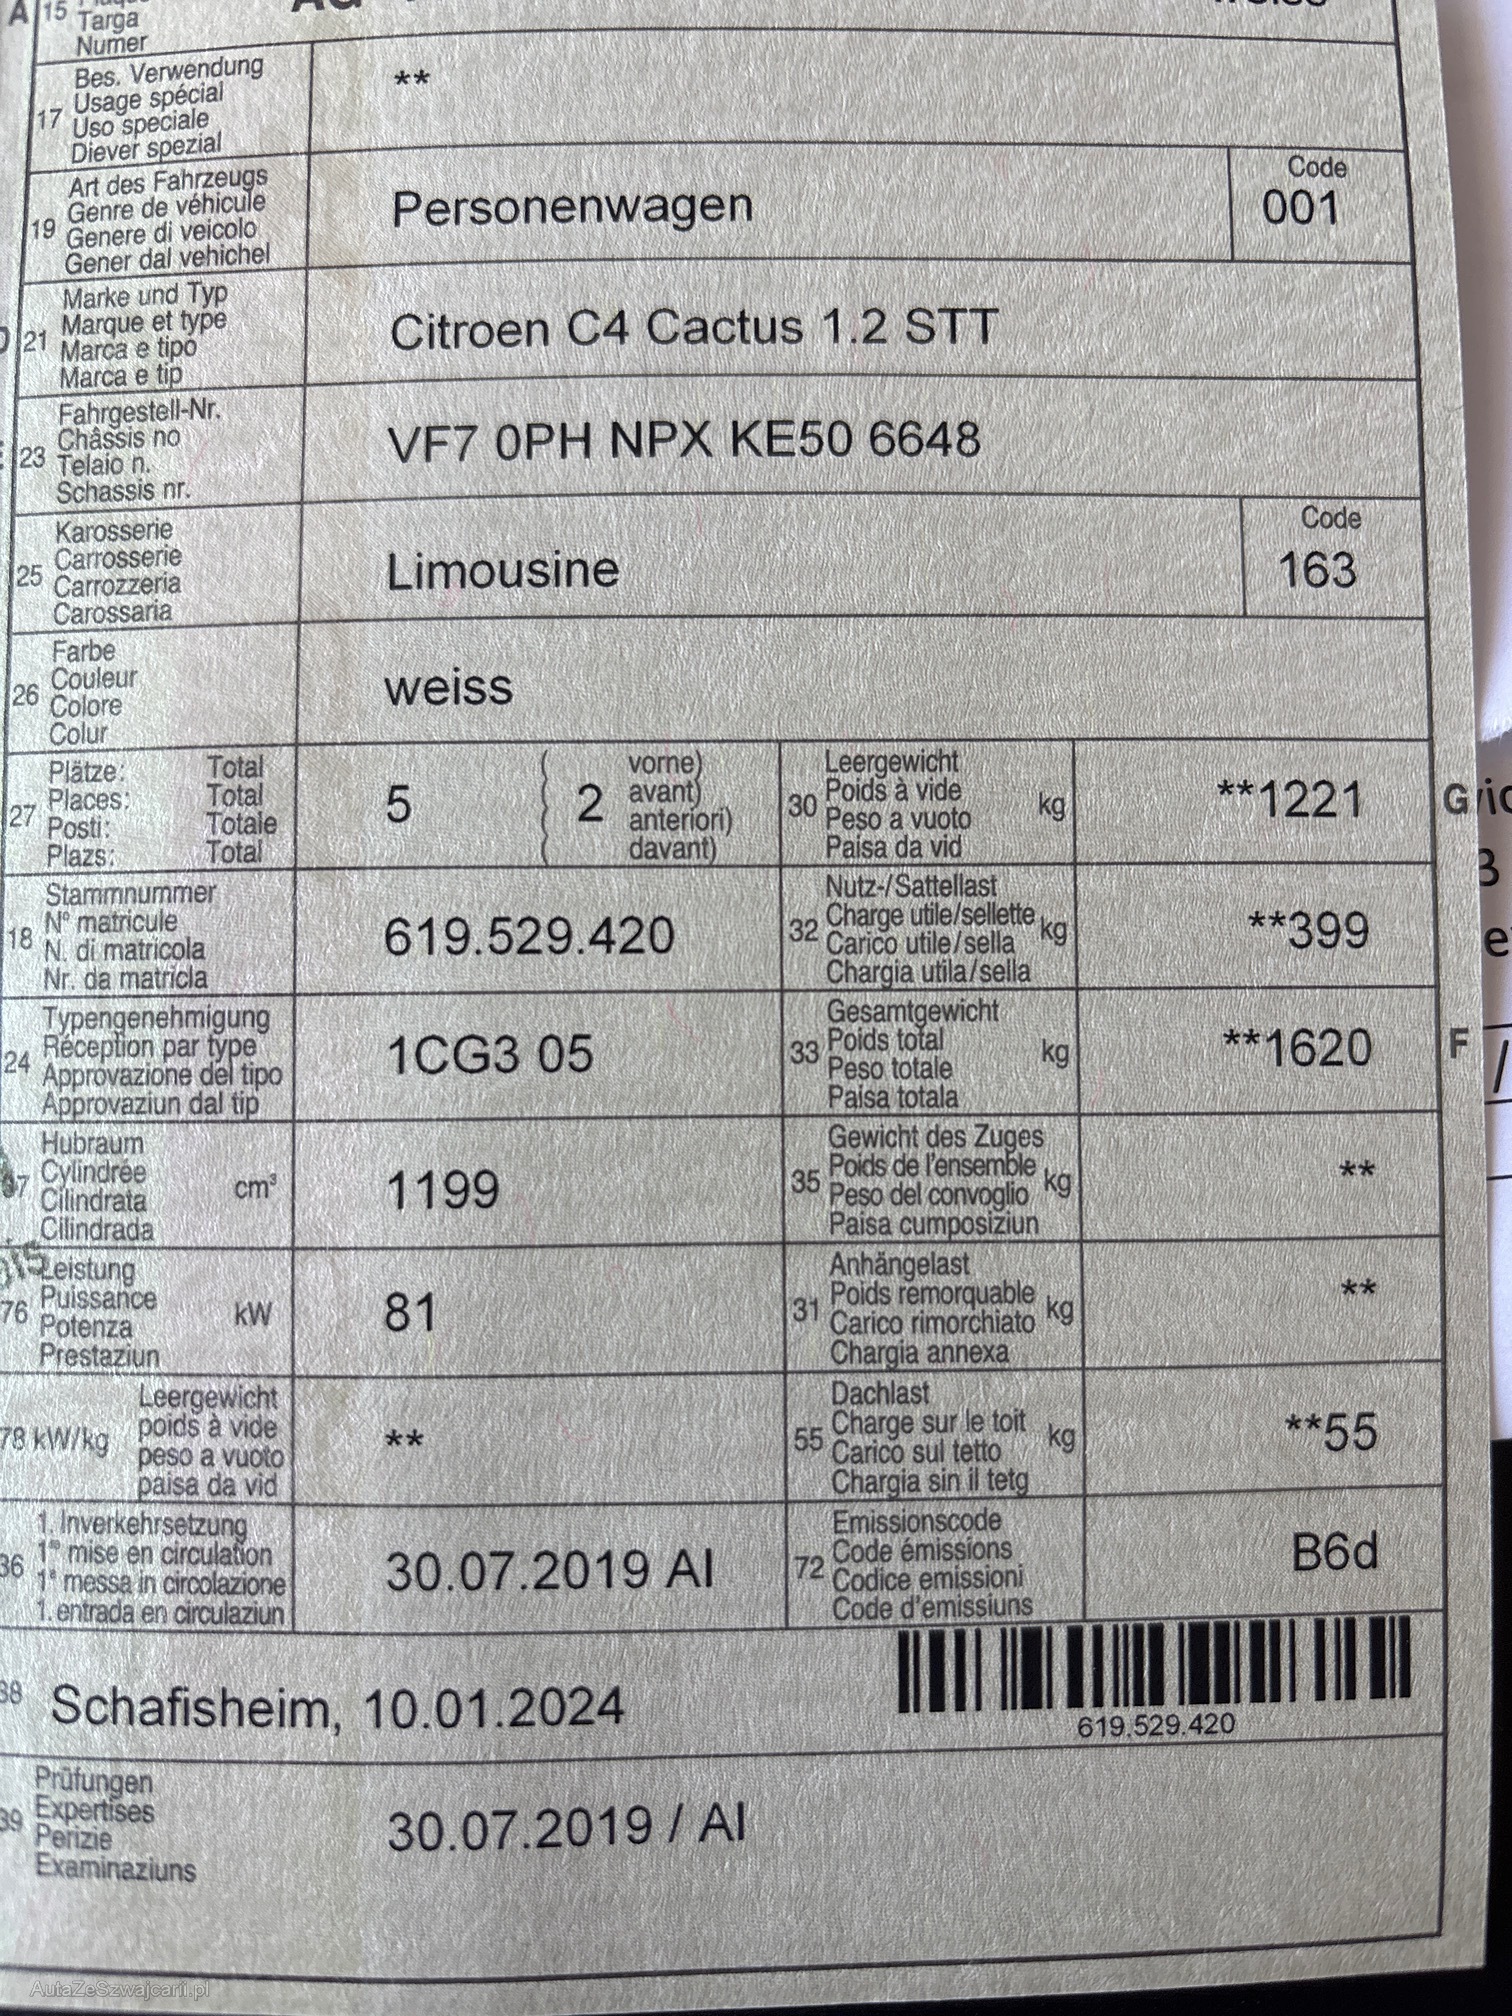 A 15
Targa
Numer
17 Bes. Verwendung
Usage spécial
Uso speciale
Diever spezial
**
19 Art des Fahrzeugs
Genre de véhicule
Genere di veicolo
Gener dal vehichel
Personenwagen
Code
001
21 Marke und Typ
Marque et type
Marca e tipo
Marca e tip
Citroen C4 Cactus 1.2 STT
23 Fahrgestell-Nr.
Châssis no
Telaio n.
Schassis nr.
VF7 0PH NPX KE50 6648
25 Karosserie
Carrosserie
Carrozzeria
Carossaria
Limousine
Code
163
26 Farbe
Couleur
Colore
Colur
weiss
27 Plätze: Total
Places: Total
Posti: Totale
Plazs: Total
5 ( 2 vorne)
avant)
anteriori)
davant)
30 Leergewicht
Poids à vide
Peso a vuoto
Paisa da vid
kg **1221 G
18 Stammnummer
N° matricule
N. di matricola
Nr. da matricla
619.529.420
32 Nutz-/Sattellast
Charge utile/sellette
Carico utile/sella
Chargia utila/sella
kg **399
24 Typengenehmigung
Réception par type
Approvazione del tipo
Approvaziun dal tip
1CG3 05
33 Gesamtgewicht
Poids total
Peso totale
Paisa totala
kg **1620 F
37 Hubraum
Cylindrée
Cilindrata
Cilindrada
cm³ 1199
35 Gewicht des Zuges
Poids de l'ensemble
Peso del convoglio
Paisa cumposiziun
kg **
76 Leistung
Puissance
Potenza
Prestaziun
kW 81
31 Anhängelast
Poids remorquable
Carico rimorchiato
Chargia annexa
kg **
78 kW/kg Leergewicht
poids à vide
peso a vuoto
paisa da vid
**
55 Dachlast
Charge sur le toit
Carico sul tetto
Chargia sin il tetg
kg **55
36 1. Inverkehrsetzung
1re mise en circulation
1a messa in circolazione
1. entrada en circulaziun
30.07.2019 AI
72 Emissionscode
Code émissions
Codice emissioni
Code d'emissiuns
B6d
38 Schafisheim, 10.01.2024
619.529.420
39 Prüfungen
Expertises
Perizie
Examinaziuns
30.07.2019 / AI
AutaZeSzwajcarii.pl